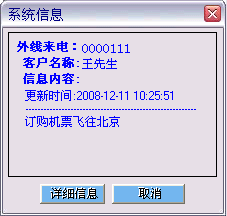 系统信息
外线来电：0000111
客户名称:王先生
信息内容:
更新时间:2008-12-11 10:25:51
--------------------------------------------
订购机票飞往北京
详细信息 取消